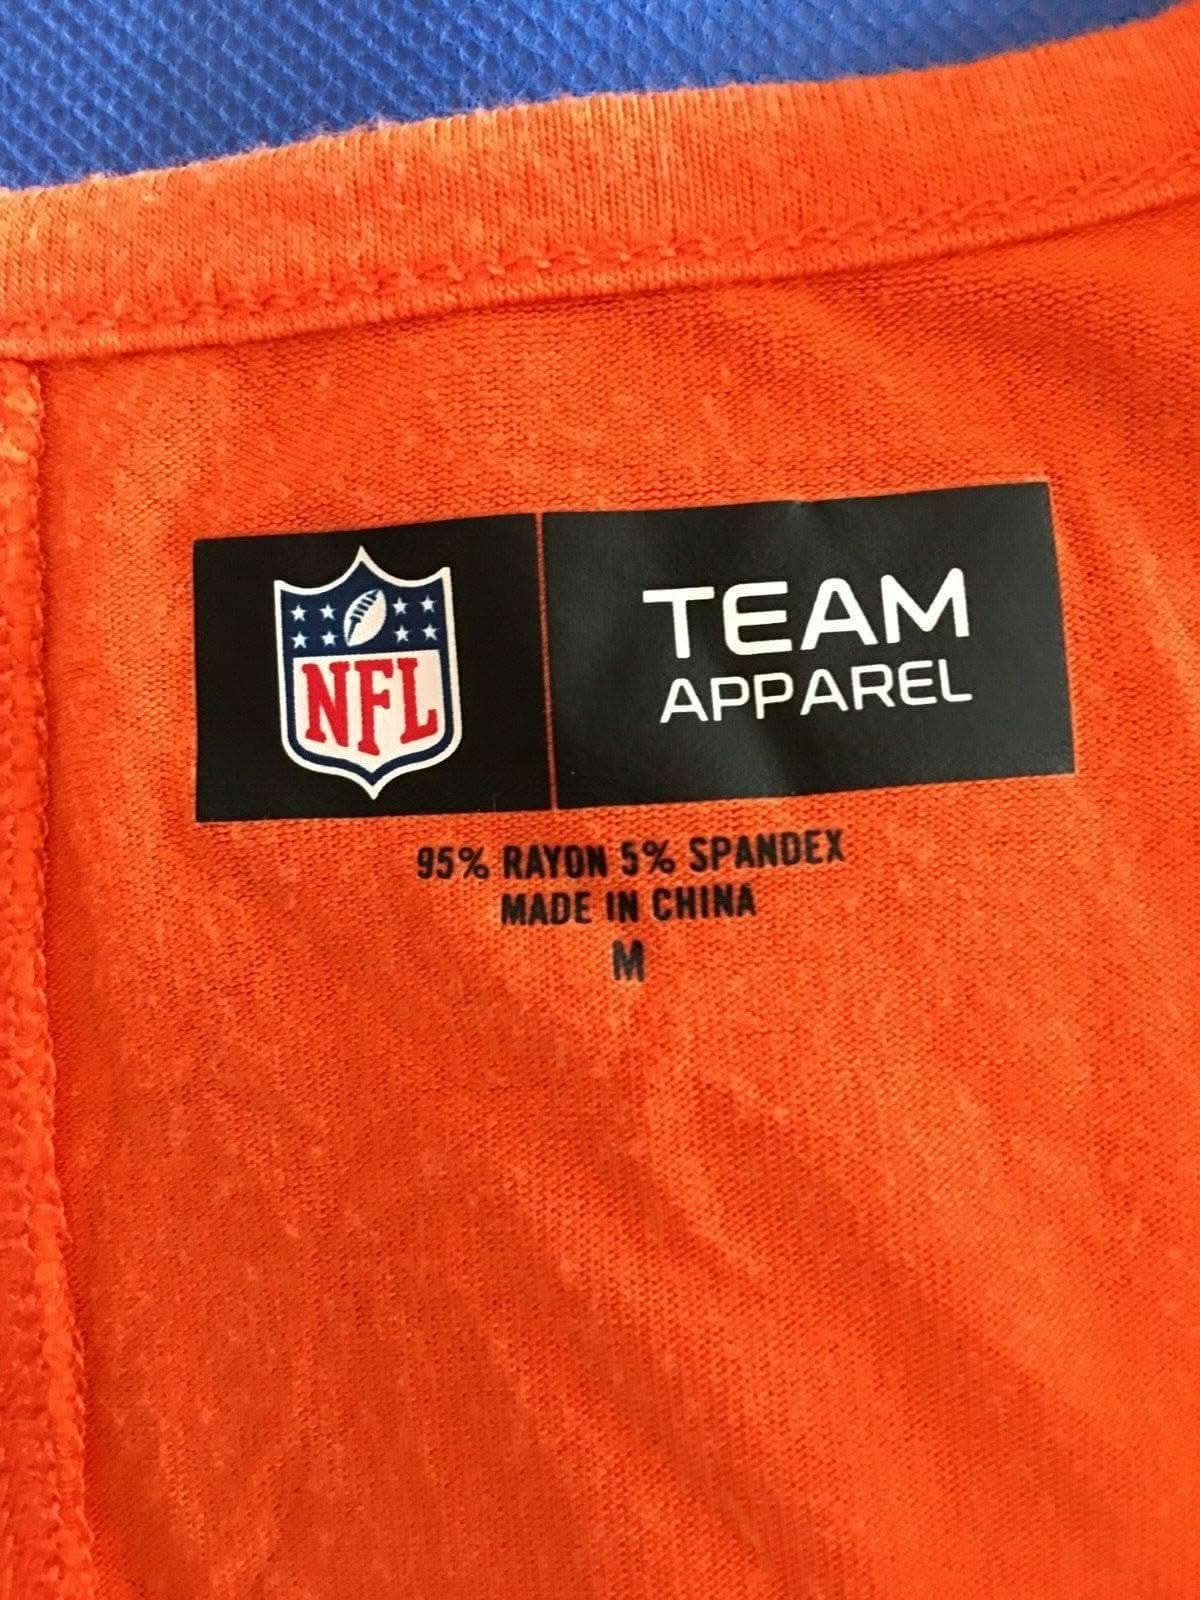 NFL
TEAM
APPAREL
95% RAYON 5% SPANDEX
MADE IN CHINA
M